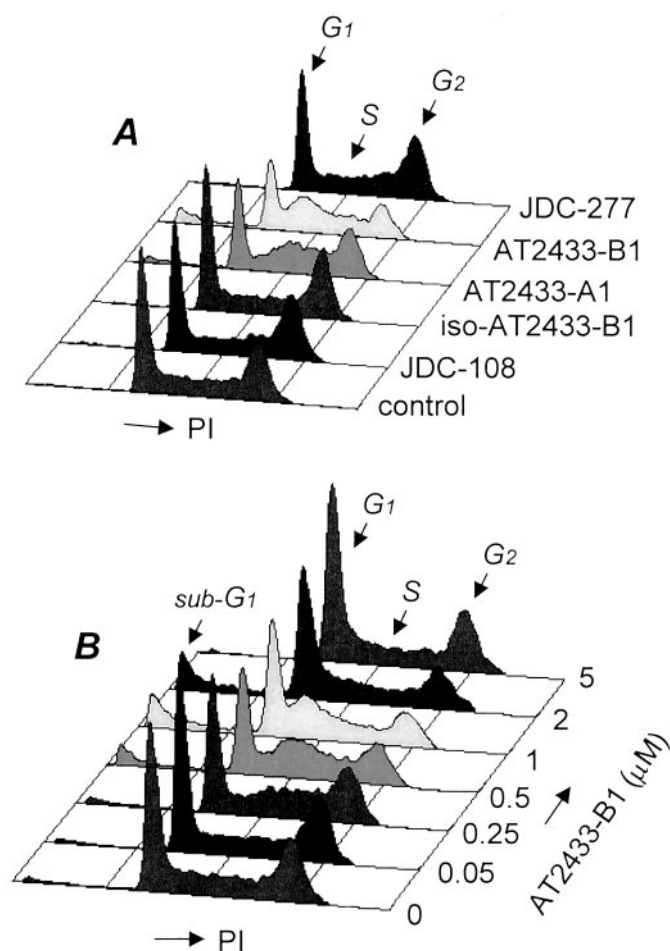 A
G1
S
G2
JDC-277
AT2433-B1
AT2433-A1
iso-AT2433-B1
JDC-108
control
PI
B
sub-G1
G1
S
G2
5
2
1
0.5
0.25
0.05
0
AT2433-B1 (μM)
PI